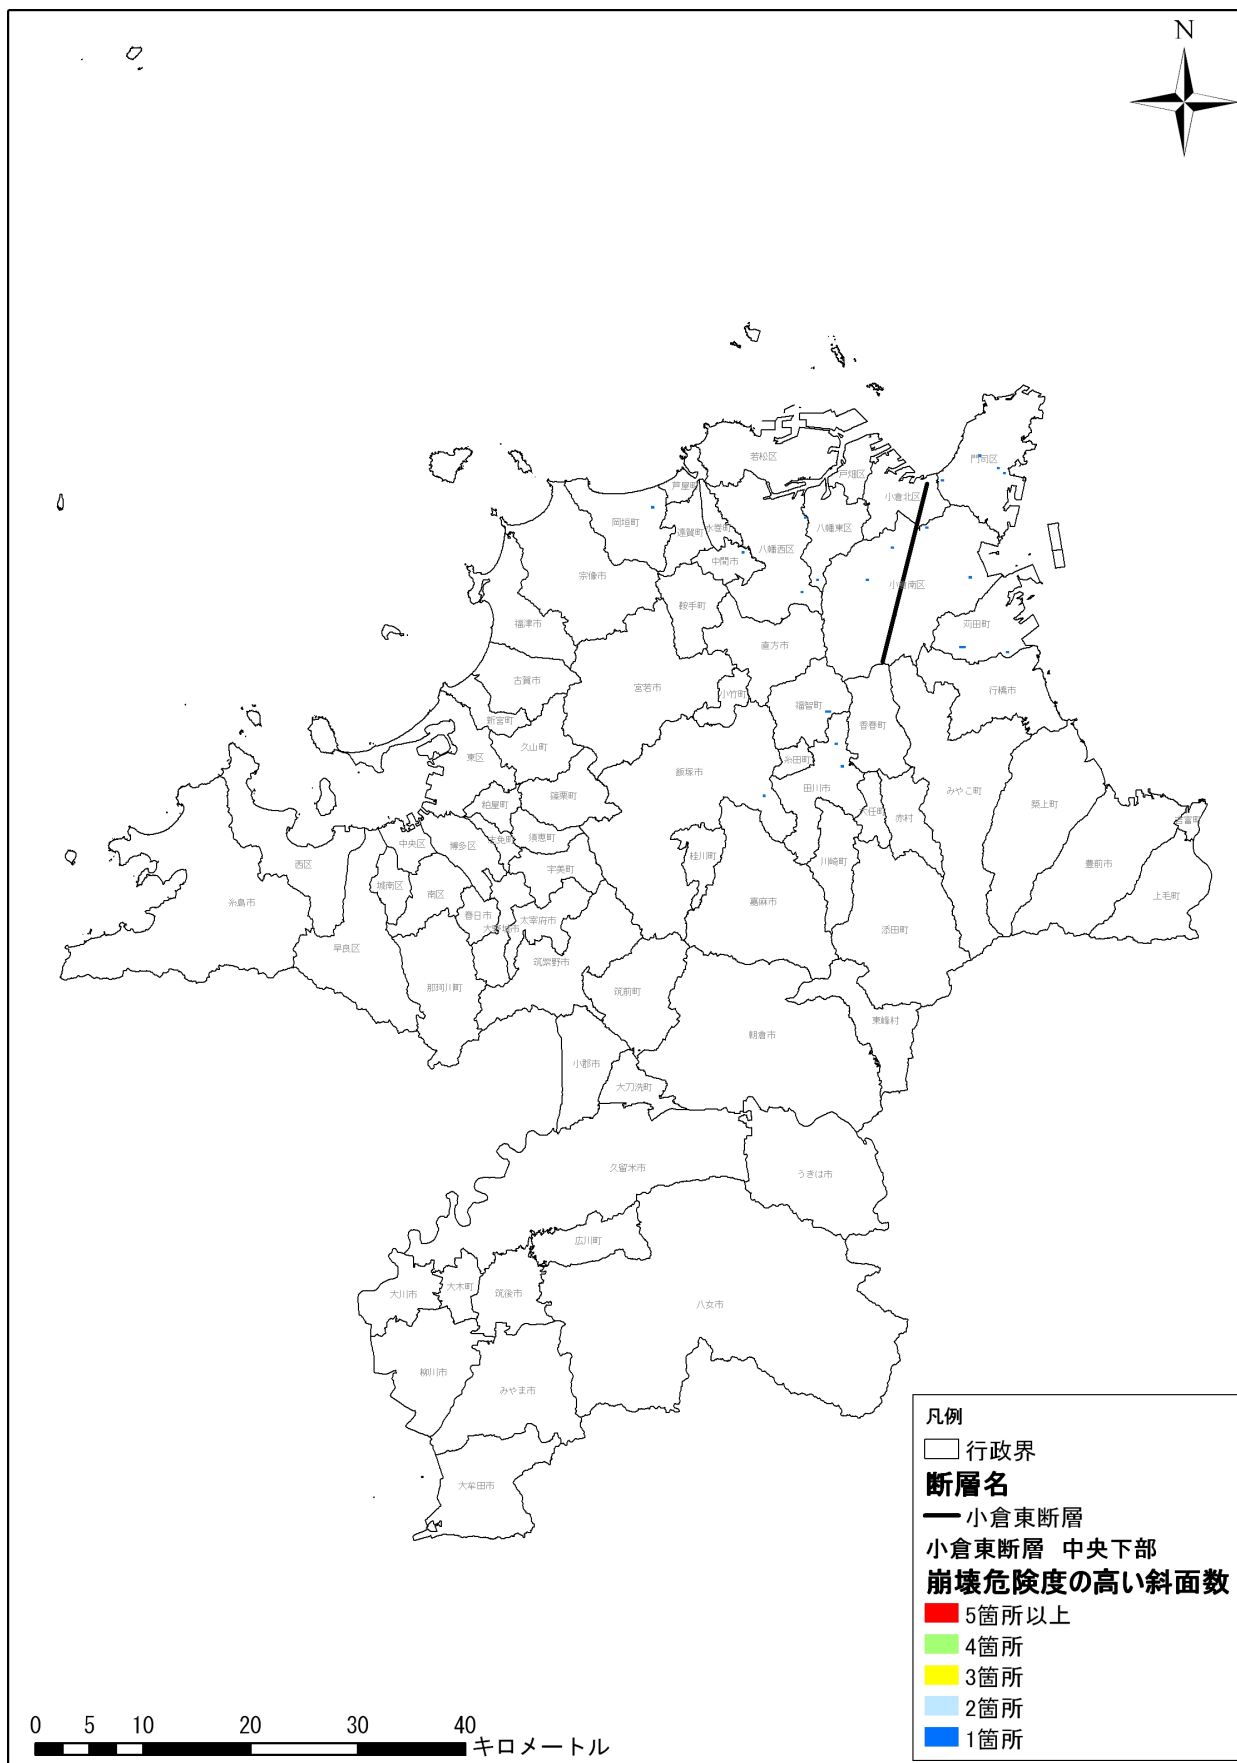 N
若松区
門司区
戸畑区
芦屋町
小倉北区
岡垣町
水巻町
遠賀町
八幡東区
八幡西区
中間市
宗像市
小倉南区
鞍手町
福津市
苅田町
直方市
古賀市
宮若市
小竹町
行橋市
福智町
新宮町
香春町
久山町
東区
糸田町
飯塚市
田川市
みやこ町
篠栗町
粕屋町
築上町
大任町
赤村
吉富町
志免町
須恵町
中央区
博多区
桂川町
川崎町
西区
宇美町
豊前市
城南区
南区
上毛町
糸島市
嘉麻市
春日市
太宰府市
大野城市
添田町
早良区
筑紫野市
那珂川町
筑前町
東峰村
朝倉市
小郡市
大刀洗町
久留米市
うきは市
広川町
大木町
大川市
筑後市
八女市
柳川市
みやま市
大牟田市
凡例
行政界
断層名
小倉東断層
小倉東断層 中央下部
崩壊危険度の高い斜面数
5箇所以上
4箇所
3箇所
2箇所
1箇所
0 5 10 20 30 40
キロメートル